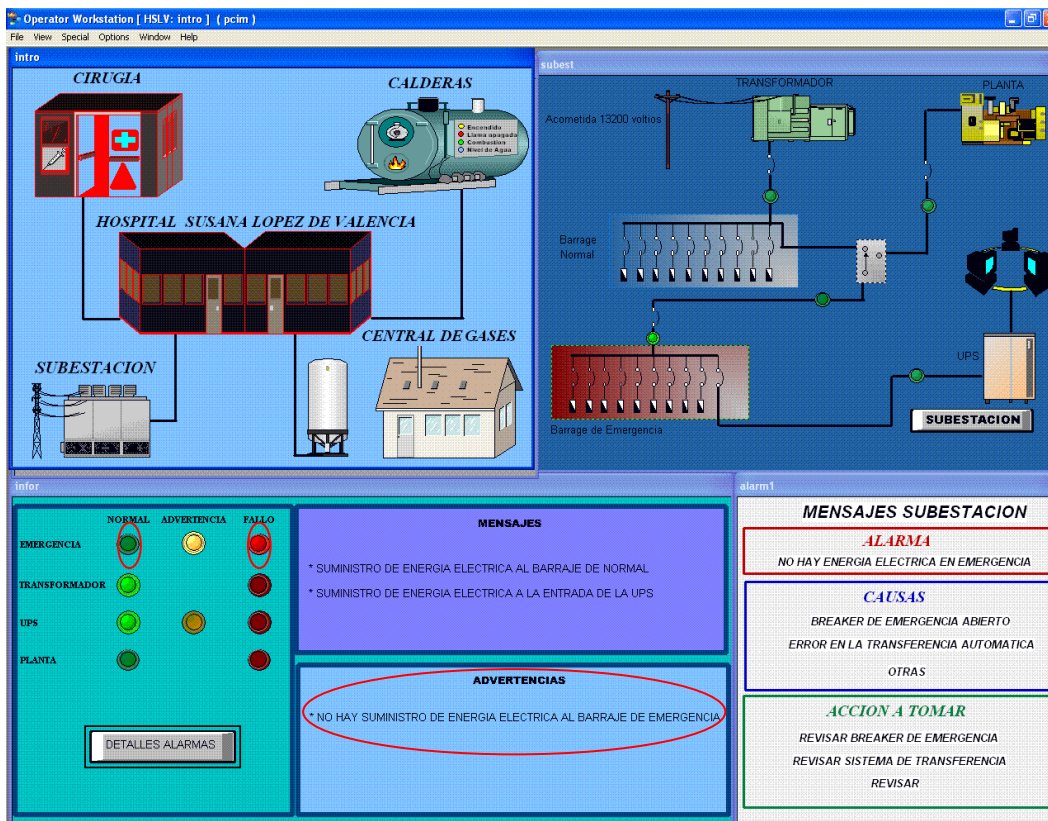 Operator Workstation [ HSLV: intro ] ( pcim )
File View Special Options Window Help
intro
CIRUGIA
CALDERAS
Encendido
Llama apagada
Combustion
Nivel de Agua
HOSPITAL SUSANA LOPEZ DE VALENCIA
SUBESTACION
CENTRAL DE GASES
subest
TRANSFORMADOR
PLANTA
Acometida 13200 voltios
Barrage
Normal
UPS
SUBESTACION
Barrage de Emergencia
infor
NORMAL ADVERTENCIA FALLO
EMERGENCIA
TRANSFORMADOR
UPS
PLANTA
DETALLES ALARMAS
MENSAJES
* SUMINISTRO DE ENERGIA ELECTRICA AL BARRAJE DE NORMAL
* SUMINISTRO DE ENERGIA ELECTRICA A LA ENTRADA DE LA UPS
ADVERTENCIAS
* NO HAY SUMINISTRO DE ENERGIA ELECTRICA AL BARRAJE DE EMERGENCIA
alarm1
MENSAJES SUBESTACION
ALARMA
NO HAY ENERGIA ELECTRICA EN EMERGENCIA
CAUSAS
BREAKER DE EMERGENCIA ABIERTO
ERROR EN LA TRANSFERENCIA AUTOMATICA
OTRAS
ACCION A TOMAR
REVISAR BREAKER DE EMERGENCIA
REVISAR SISTEMA DE TRANSFERENCIA
REVISAR